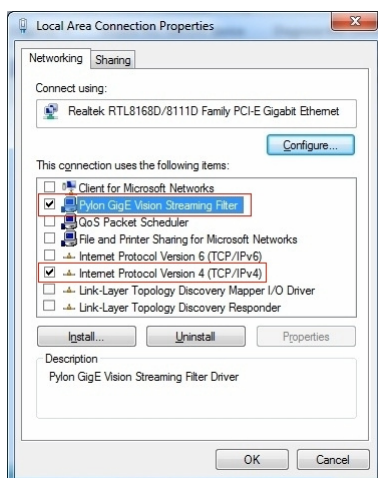 Local Area Connection Properties
Networking Sharing
Connect using:
Realtek RTL8168D/8111D Family PCI-E Gigabit Ethernet
Configure...
This connection uses the following items:
Client for Microsoft Networks
Pylon GigE Vision Streaming Filter
QoS Packet Scheduler
File and Printer Sharing for Microsoft Networks
Internet Protocol Version 6 (TCP/IPv6)
Internet Protocol Version 4 (TCP/IPv4)
Link-Layer Topology Discovery Mapper I/O Driver
Link-Layer Topology Discovery Responder
Install... Uninstall Properties
Description
Pylon GigE Vision Streaming Filter Driver
OK Cancel